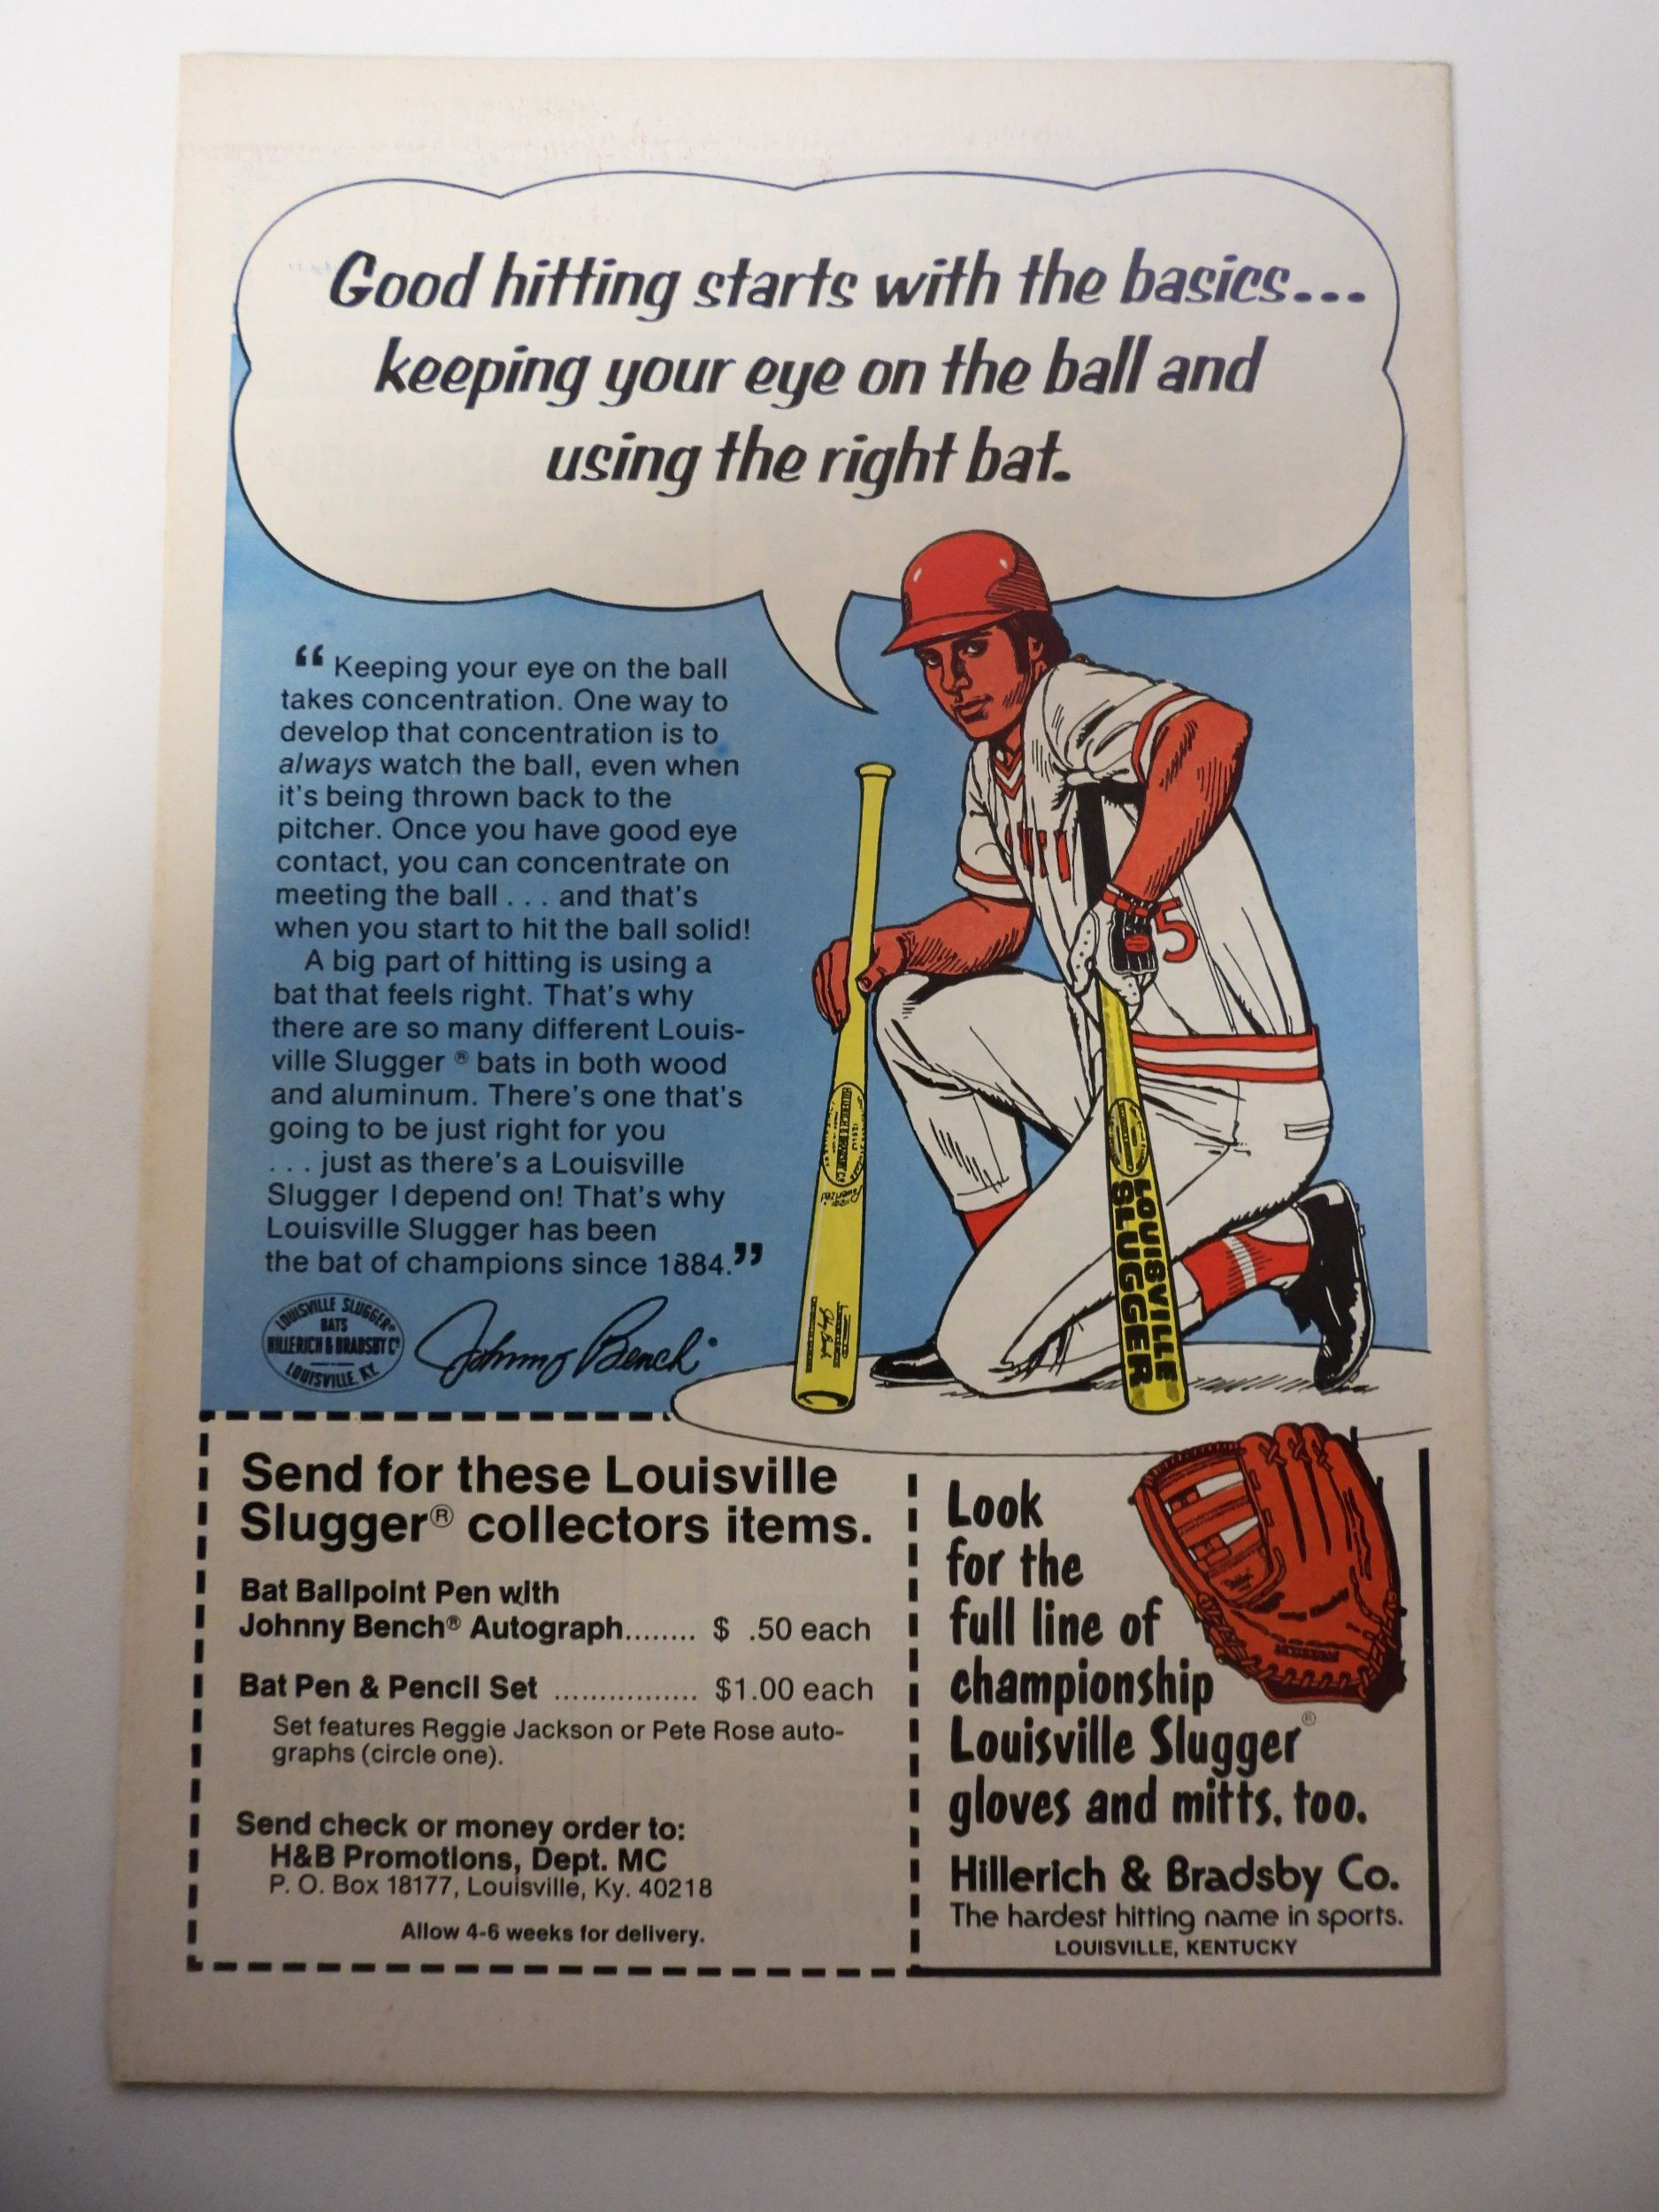 Good hitting starts with the basics...
keeping your eye on the ball and
using the right bat.
“ Keeping your eye on the ball
takes concentration. One way to
develop that concentration is to
always watch the ball, even when
it's being thrown back to the
pitcher. Once you have good eye
contact, you can concentrate on
meeting the ball . . . and that's
when you start to hit the ball solid!
A big part of hitting is using a
bat that feels right. That's why
there are so many different Louis-
ville Slugger ® bats in both wood
and aluminum. There's one that's
going to be just right for you
. . . just as there's a Louisville
Slugger I depend on! That's why
Louisville Slugger has been
the bat of champions since 1884.”
LOUISVILLE SLUGGER®
BATS
HILLERICH & BRADSBY Cº
LOUISVILLE, KY.
Johnny Bench
5
LOUISVILLE
SLUGGER
Send for these Louisville
Slugger® collectors items.
Bat Ballpoint Pen with
Johnny Bench® Autograph........ $ .50 each
Bat Pen & Pencil Set ................ $1.00 each
Set features Reggie Jackson or Pete Rose auto-
graphs (circle one).
Send check or money order to:
H&B Promotions, Dept. MC
P. O. Box 18177, Louisville, Ky. 40218
Allow 4-6 weeks for delivery.
Look
for the
full line of
championship
Louisville Slugger®
gloves and mitts, too.
Hillerich & Bradsby Co.
The hardest hitting name in sports.
LOUISVILLE, KENTUCKY